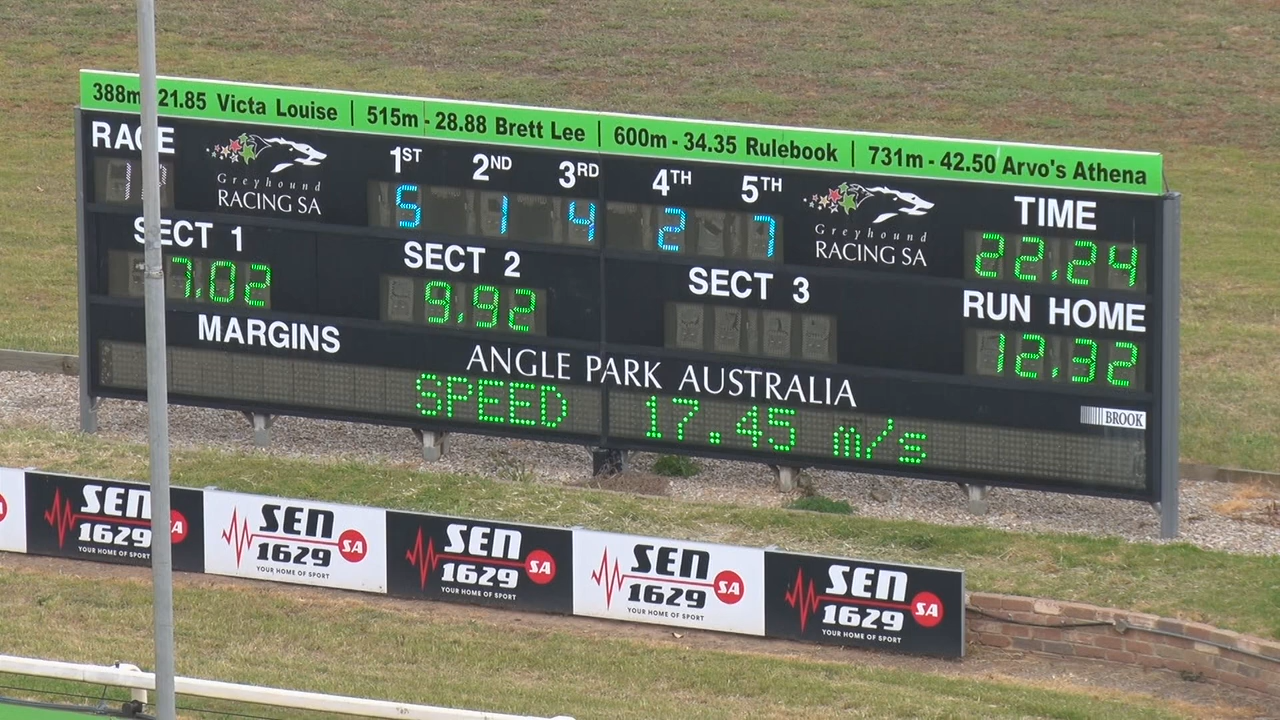 388m 21.85 Victa Louise | 515m - 28.88 Brett Lee | 600m - 34.35 Rulebook | 731m - 42.50 Arvo's Athena
RACE
Greyhound
RACING SA
1ST 2ND 3RD 4TH 5TH
5 1 4 2 7
Greyhound
RACING SA
TIME
22.24
SECT 1
7.02
SECT 2
9.92
SECT 3
RUN HOME
12.32
MARGINS
ANGLE PARK AUSTRALIA
BROOK
SPEED 17.45 m/s
SEN
1629
SA
YOUR HOME OF SPORT
SEN
1629
SA
YOUR HOME OF SPORT
SEN
1629
SA
YOUR HOME OF SPORT
SEN
1629
SA
YOUR HOME OF SPORT
SEN
1629
SA
YOUR HOME OF SPORT